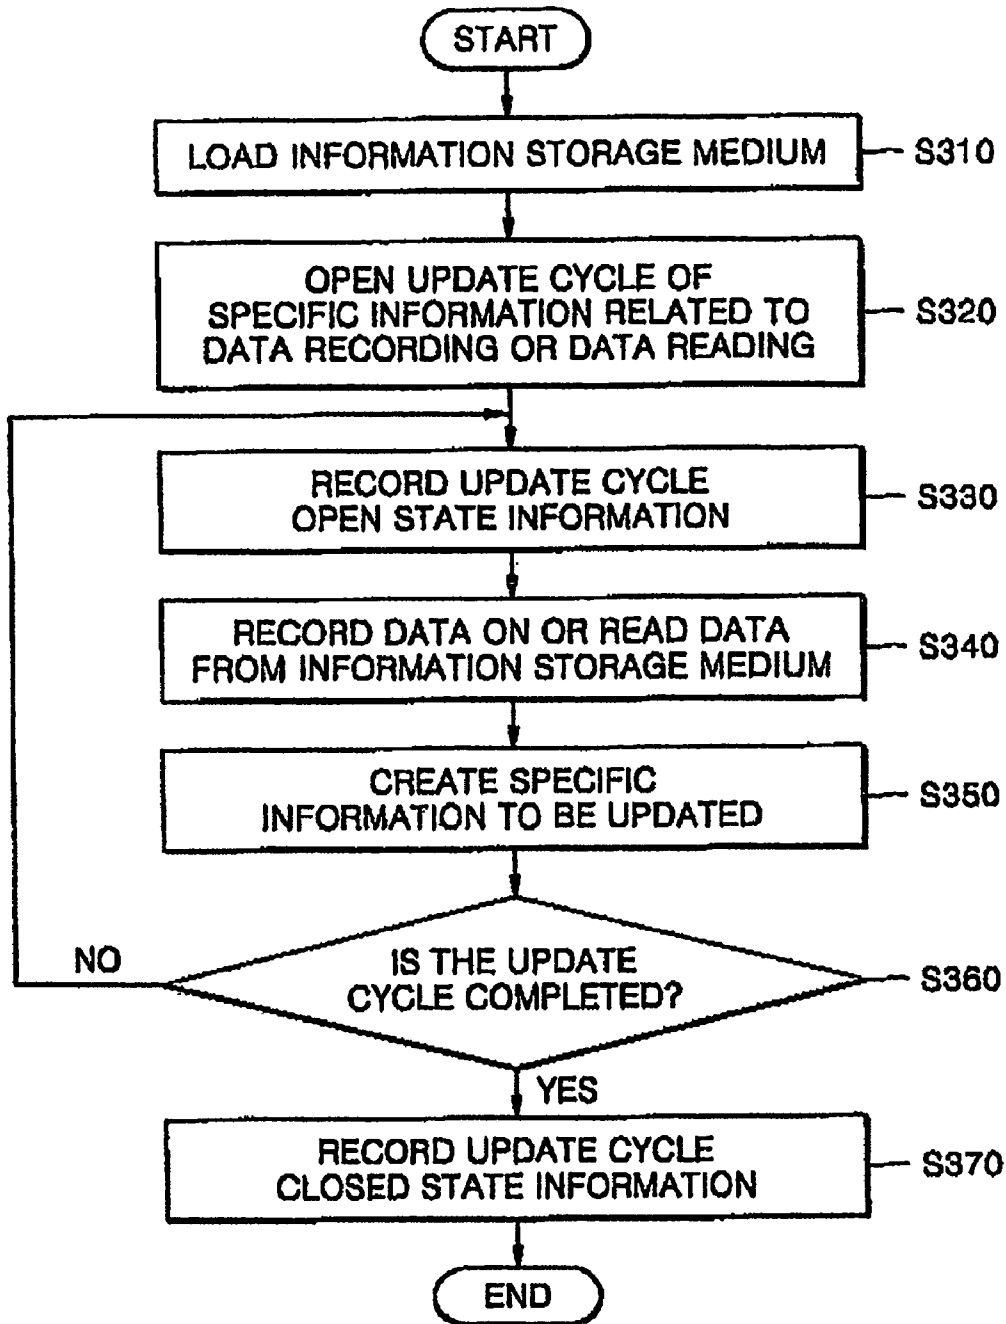 START
LOAD INFORMATION STORAGE MEDIUM
S310
OPEN UPDATE CYCLE OF
SPECIFIC INFORMATION RELATED TO
DATA RECORDING OR DATA READING
S320
RECORD UPDATE CYCLE
OPEN STATE INFORMATION
S330
RECORD DATA ON OR READ DATA
FROM INFORMATION STORAGE MEDIUM
S340
CREATE SPECIFIC
INFORMATION TO BE UPDATED
S350
NO
IS THE UPDATE
CYCLE COMPLETED?
S360
YES
RECORD UPDATE CYCLE
CLOSED STATE INFORMATION
S370
END